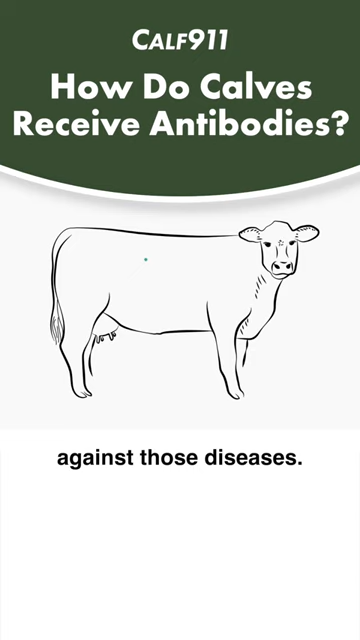 CALF911
How Do Calves
Receive Antibodies?
against those diseases.